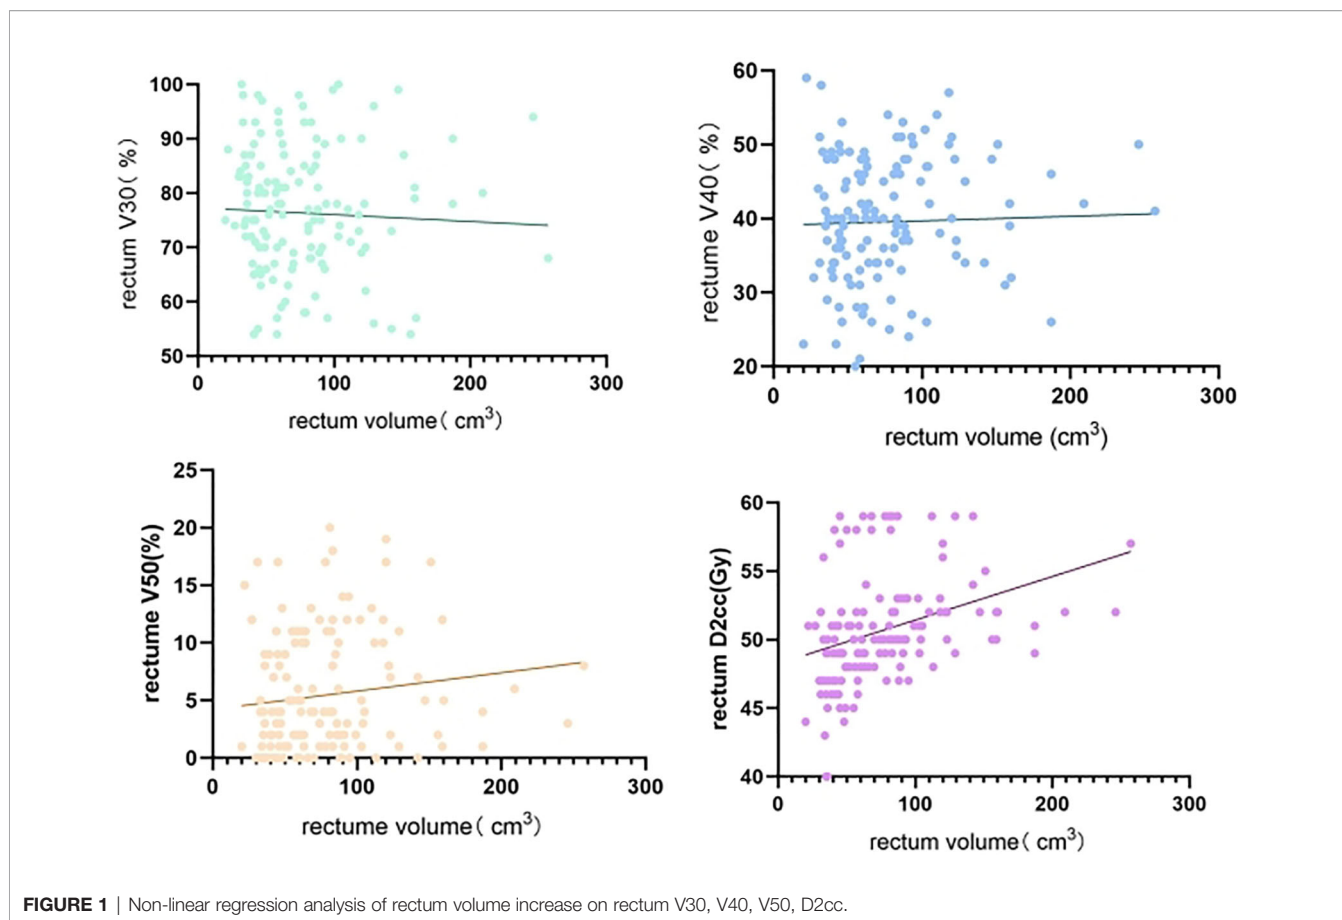 100
90
80
70
60
50
rectum V30( %)
0 100 200 300
rectum volume( cm³)
60
50
40
30
20
rectume V40( %)
0 100 200 300
rectum volume (cm³)
25
20
15
10
5
0
rectume V50(%)
0 100 200 300
rectume volume( cm³)
60
55
50
45
40
rectum D2cc(Gy)
0 100 200 300
rectum volume( cm³)
FIGURE 1 | Non-linear regression analysis of rectum volume increase on rectum V30, V40, V50, D2cc.